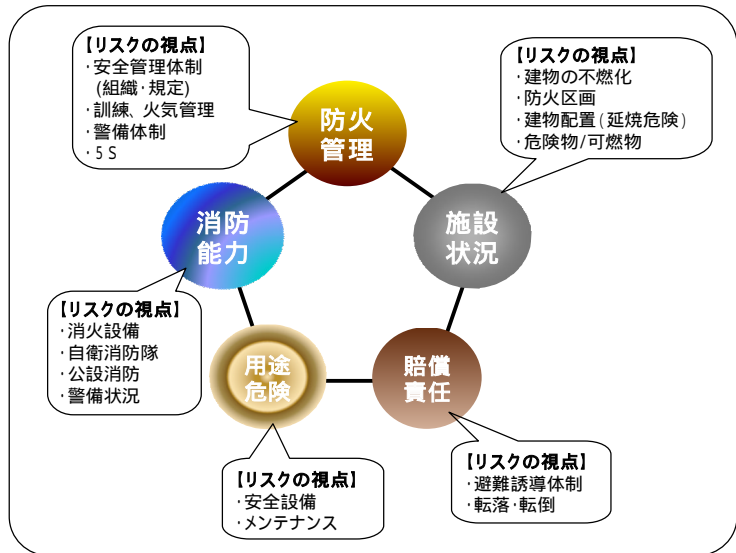 【リスクの視点】
・安全管理体制
(組織・規定)
・訓練、火気管理
・警備体制
・5S
【リスクの視点】
・建物の不燃化
・防火区画
・建物配置(延焼危険)
・危険物/可燃物
防火
管理
消防
能力
施設
状況
【リスクの視点】
・消火設備
・自衛消防隊
・公設消防
・警備状況
用途
危険
賠償
責任
【リスクの視点】
・安全設備
・メンテナンス
【リスクの視点】
・避難誘導体制
・転落・転倒